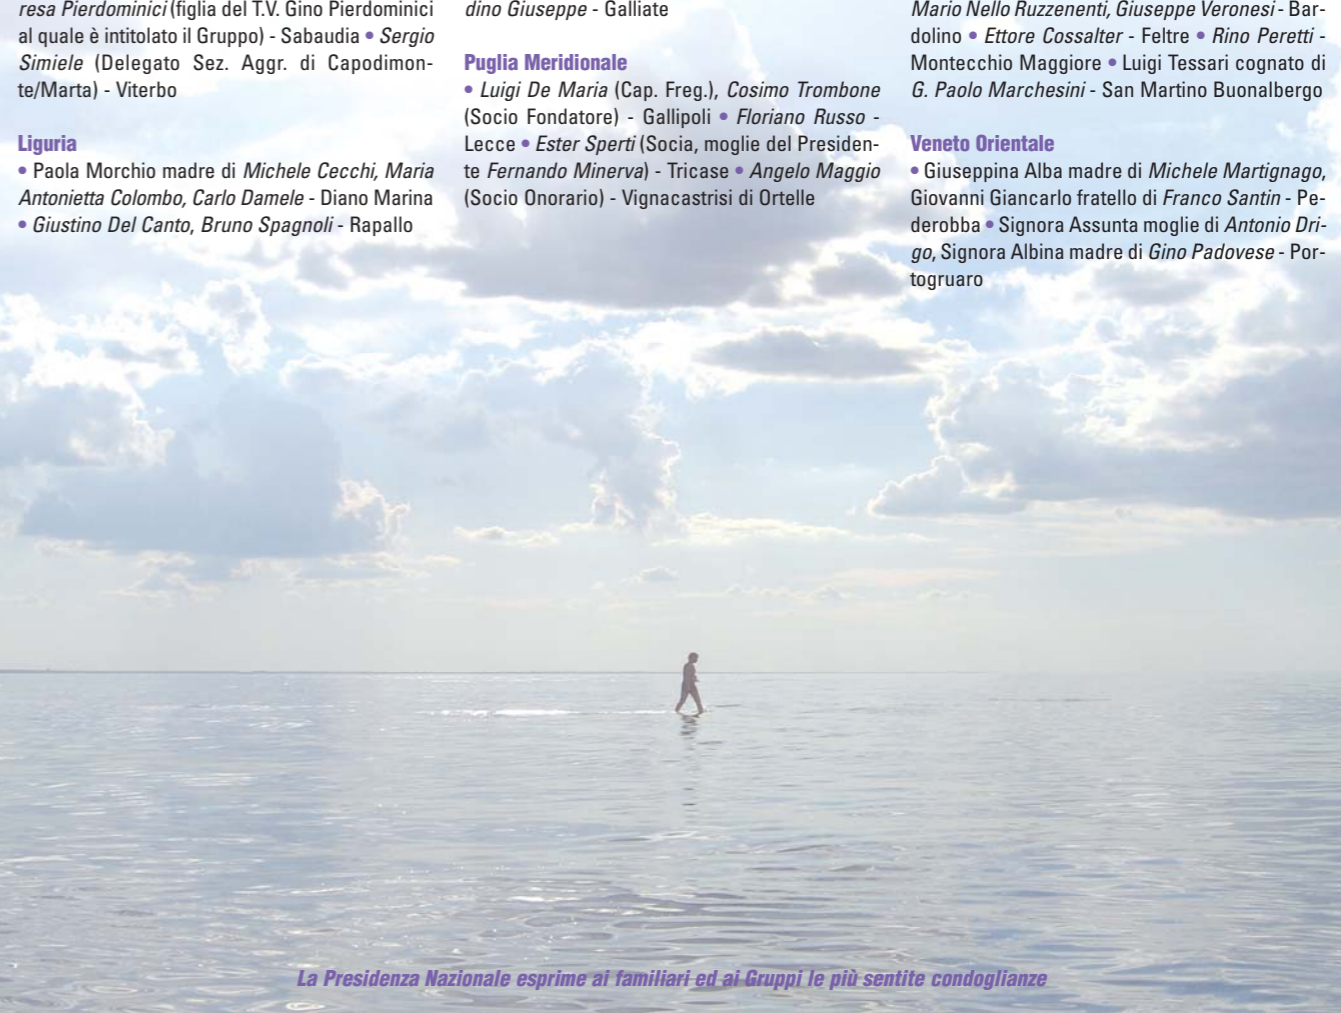 resa Pierdominici (figlia del T.V. Gino Pierdominici
al quale è intitolato il Gruppo) - Sabaudia • Sergio
Simiele (Delegato Sez. Aggr. di Capodimon-
te/Marta) - Viterbo
Liguria
• Paola Morchio madre di Michele Cecchi, Maria
Antonietta Colombo, Carlo Damele - Diano Marina
• Giustino Del Canto, Bruno Spagnoli - Rapallo
dino Giuseppe - Galliate
Puglia Meridionale
• Luigi De Maria (Cap. Freg.), Cosimo Trombone
(Socio Fondatore) - Gallipoli • Floriano Russo -
Lecce • Ester Sperti (Socia, moglie del Presiden-
te Fernando Minerva) - Tricase • Angelo Maggio
(Socio Onorario) - Vignacastrisi di Ortelle
Mario Nello Ruzzenenti, Giuseppe Veronesi - Bar-
dolino • Ettore Cossalter - Feltre • Rino Peretti -
Montecchio Maggiore • Luigi Tessari cognato di
G. Paolo Marchesini - San Martino Buonalbergo
Veneto Orientale
• Giuseppina Alba madre di Michele Martignago,
Giovanni Giancarlo fratello di Franco Santin - Pe-
derobba • Signora Assunta moglie di Antonio Dri-
go, Signora Albina madre di Gino Padovese - Por-
togruaro
La Presidenza Nazionale esprime ai familiari ed ai Gruppi le più sentite condoglianze